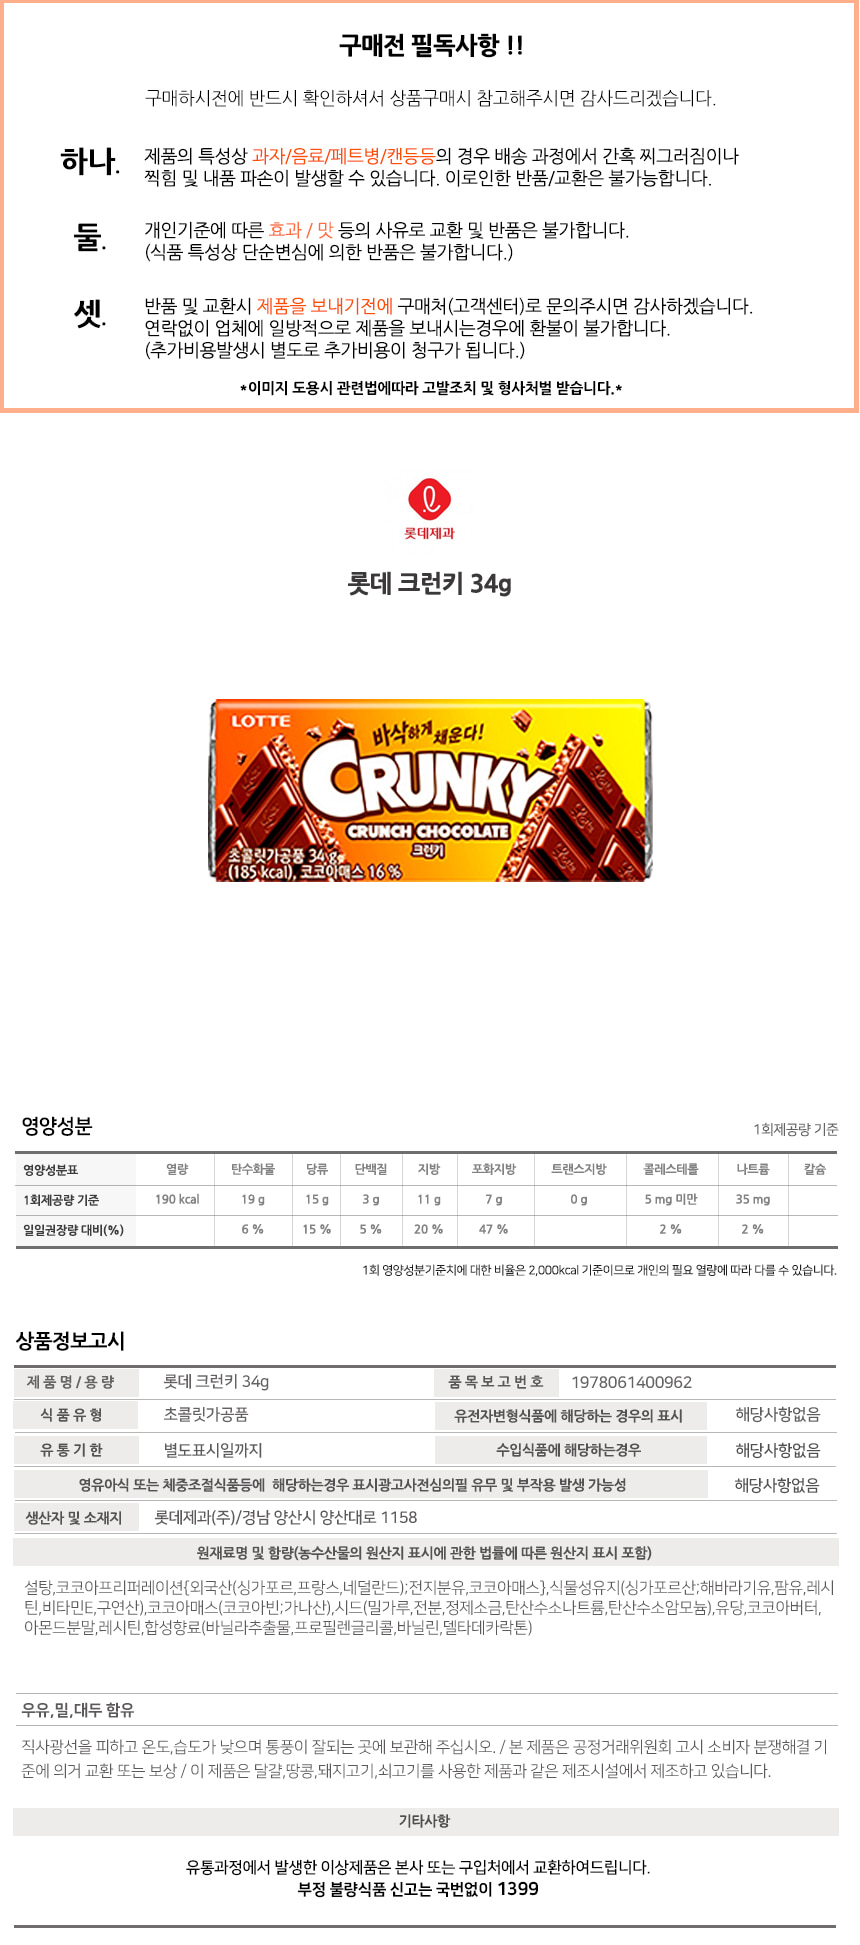 구매전 필독사항 !!
구매하시전에 반드시 확인하셔서 상품구매시 참고해주시면 감사드리겠습니다.
하나. 제품의 특성상 과자/음료/페트병/캔등등의 경우 배송 과정에서 간혹 찌그러짐이나
찍힘 및 내품 파손이 발생할 수 있습니다. 이로인한 반품/교환은 불가능합니다.
둘. 개인기준에 따른 효과 / 맛 등의 사유로 교환 및 반품은 불가합니다.
(식품 특성상 단순변심에 의한 반품은 불가합니다.)
셋. 반품 및 교환시 제품을 보내기전에 구매처(고객센터)로 문의주시면 감사하겠습니다.
연락없이 업체에 일방적으로 제품을 보내시는경우에 환불이 불가합니다.
(추가비용발생시 별도로 추가비용이 청구가 됩니다.)
*이미지 도용시 관련법에따라 고발조치 및 형사처벌 받습니다.*
롯데제과
롯데 크런키 34g
LOTTE
바삭하게 채운다!
CRUNKY
CRUNCH CHOCOLATE
크런키
초콜릿가공품 34 g
(185 kcal), 코코아매스 16 %
영양성분
1회제공량 기준
영양성분표 열량 탄수화물 당류 단백질 지방 포화지방 트랜스지방 콜레스테롤 나트륨 칼슘
1회제공량 기준 190 kcal 19 g 15 g 3 g 11 g 7 g 0 g 5 mg 미만 35 mg
일일권장량 대비(%) 6 % 15 % 5 % 20 % 47 % 2 % 2 %
1회 영양성분기준치에 대한 비율은 2,000kcal 기준이므로 개인의 필요 열량에 따라 다를 수 있습니다.
상품정보고시
제 품 명 / 용 량 롯데 크런키 34g 품 목 보 고 번 호 1978061400962
식 품 유 형 초콜릿가공품 유전자변형식품에 해당하는 경우의 표시 해당사항없음
유 통 기 한 별도표시일까지 수입식품에 해당하는경우 해당사항없음
영유아식 또는 체중조절식품등에 해당하는경우 표시광고사전심의필 유무 및 부작용 발생 가능성 해당사항없음
생산자 및 소재지 롯데제과(주)/경남 양산시 양산대로 1158
원재료명 및 함량(농수산물의 원산지 표시에 관한 법률에 따른 원산지 표시 포함)
설탕,코코아프리퍼레이션{외국산(싱가포르,프랑스,네덜란드);전지분유,코코아매스},식물성유지(싱가포르산;해바라기유,팜유,레시
틴,비타민E,구연산),코코아매스(코코아빈;가나산),시드(밀가루,전분,정제소금,탄산수소나트륨,탄산수소암모늄),유당,코코아버터,
아몬드분말,레시틴,합성향료(바닐라추출물,프로필렌글리콜,바닐린,델타데카락톤)
우유,밀,대두 함유
직사광선을 피하고 온도,습도가 낮으며 통풍이 잘되는 곳에 보관해 주십시오. / 본 제품은 공정거래위원회 고시 소비자 분쟁해결 기
준에 의거 교환 또는 보상 / 이 제품은 달걀,땅콩,돼지고기,쇠고기를 사용한 제품과 같은 제조시설에서 제조하고 있습니다.
기타사항
유통과정에서 발생한 이상제품은 본사 또는 구입처에서 교환하여드립니다.
부정 불량식품 신고는 국번없이 1399